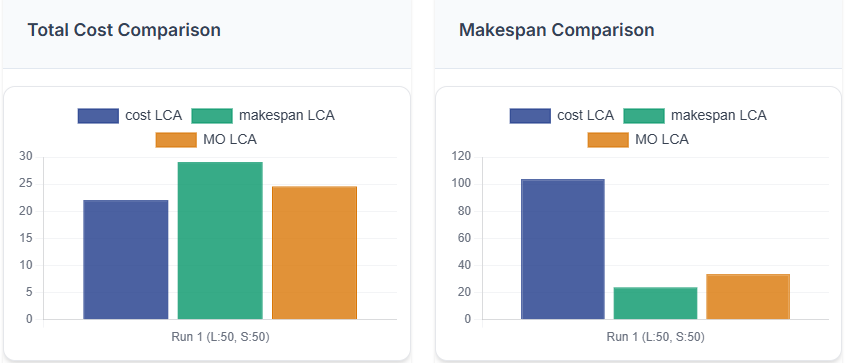 Total Cost Comparison
cost LCA makespan LCA
MO LCA
30
25
20
15
10
5
0
Run 1 (L:50, S:50)
Makespan Comparison
cost LCA makespan LCA
MO LCA
120
100
80
60
40
20
0
Run 1 (L:50, S:50)